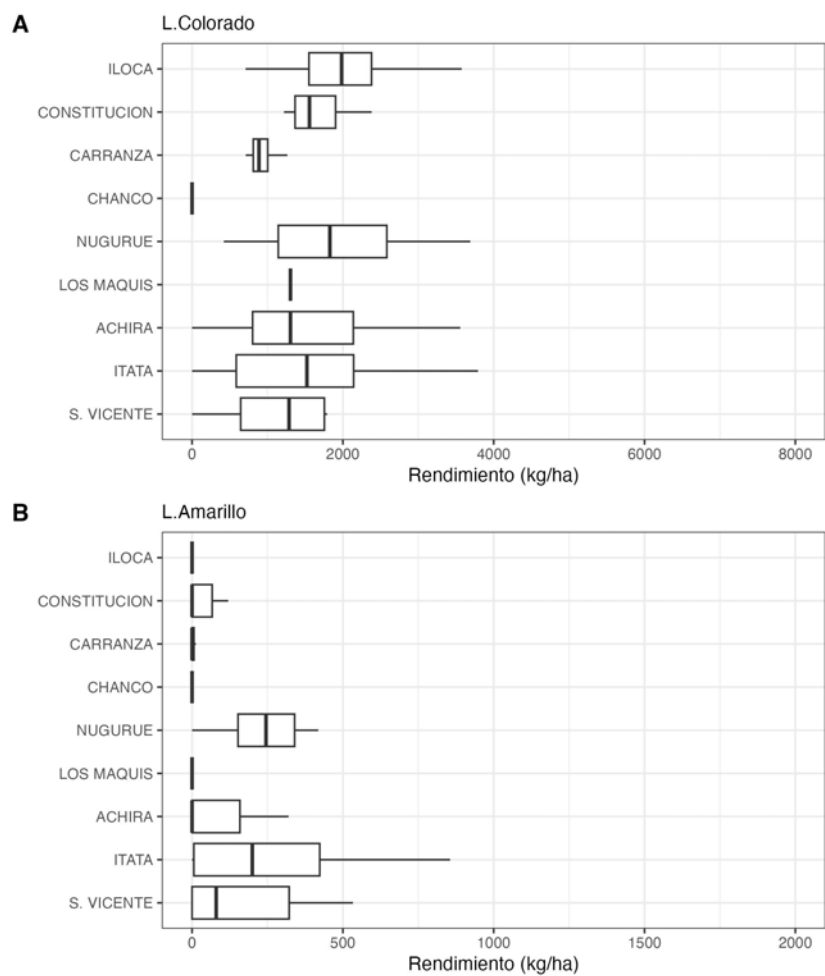 A
L.Colorado
ILOCA
CONSTITUCION
CARRANZA
CHANCO
NUGURUE
LOS MAQUIS
ACHIRA
ITATA
S. VICENTE
0 2000 4000 6000 8000
Rendimiento (kg/ha)
B
L.Amarillo
ILOCA
CONSTITUCION
CARRANZA
CHANCO
NUGURUE
LOS MAQUIS
ACHIRA
ITATA
S. VICENTE
0 500 1000 1500 2000
Rendimiento (kg/ha)